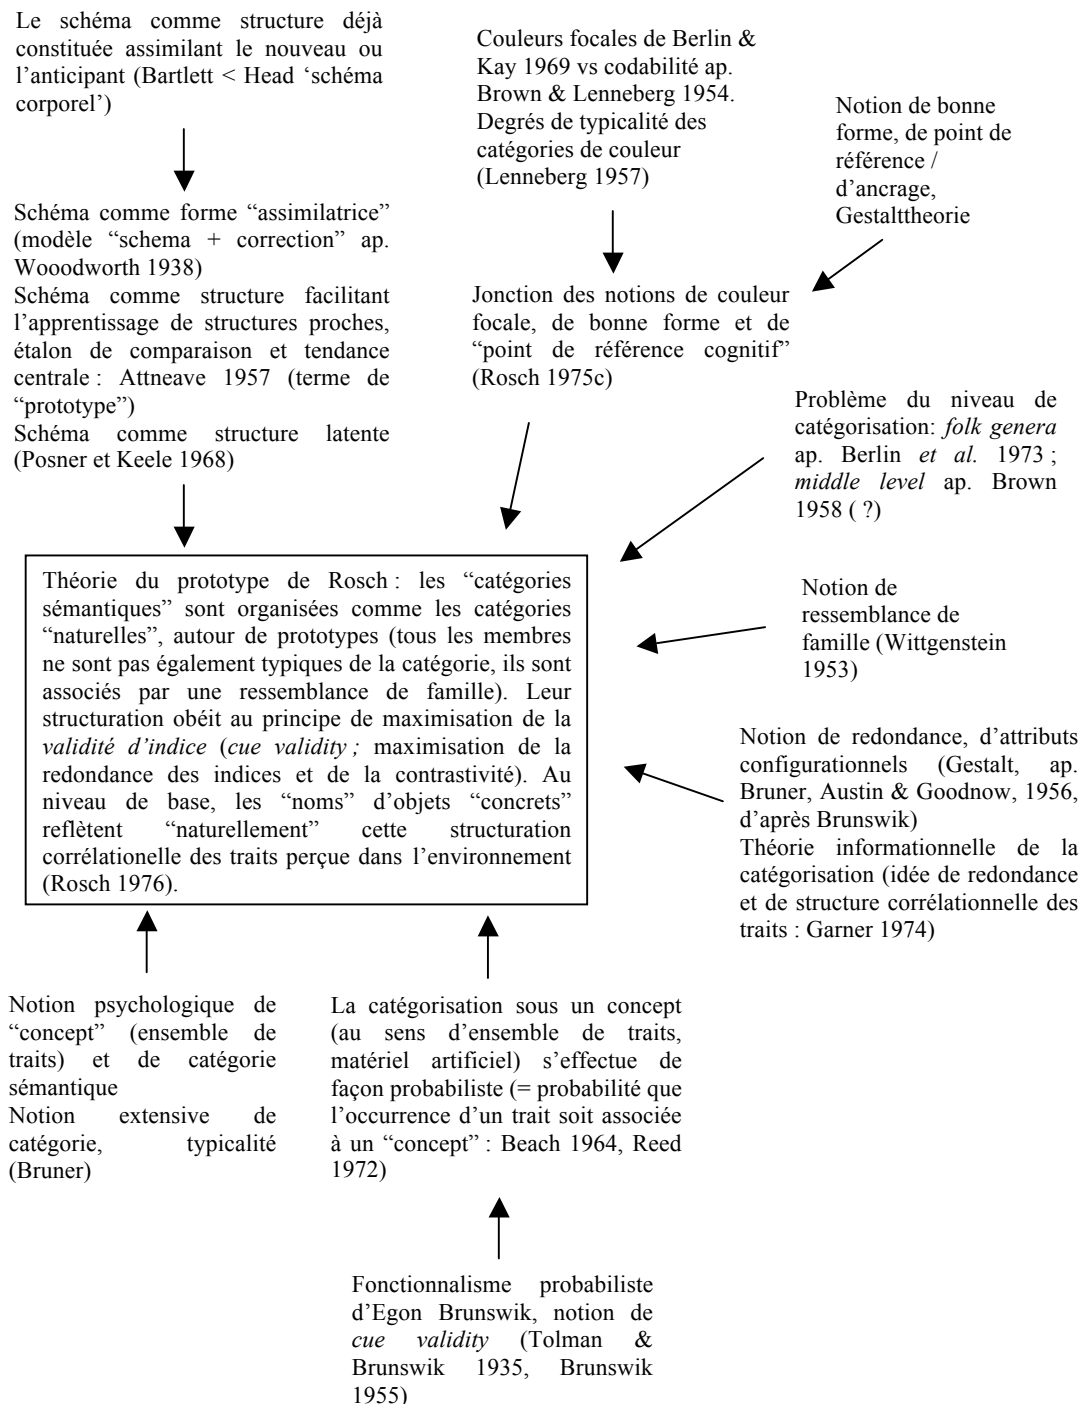 Le schéma comme structure déjà
constituée assimilant le nouveau ou
l’anticipant (Bartlett < Head ‘schéma
corporel’)
Couleurs focales de Berlin &
Kay 1969 vs codabilité ap.
Brown & Lenneberg 1954.
Degrés de typicalité des
catégories de couleur
(Lenneberg 1957)
Notion de bonne
forme, de point de
référence /
d’ancrage,
Gestalttheorie
Schéma comme forme “assimilatrice”
(modèle “schema + correction” ap.
Wooodworth 1938)
Schéma comme structure facilitant
l’apprentissage de structures proches,
étalon de comparaison et tendance
centrale : Attneave 1957 (terme de
“prototype”)
Schéma comme structure latente
(Posner et Keele 1968)
Jonction des notions de couleur
focale, de bonne forme et de
“point de référence cognitif”
(Rosch 1975c)
Problème du niveau de
catégorisation: folk genera
ap. Berlin et al. 1973 ;
middle level ap. Brown
1958 ( ?)
Théorie du prototype de Rosch : les “catégories
sémantiques” sont organisées comme les catégories
“naturelles”, autour de prototypes (tous les membres
ne sont pas également typiques de la catégorie, ils sont
associés par une ressemblance de famille). Leur
structuration obéit au principe de maximisation de la
validité d’indice (cue validity ; maximisation de la
redondance des indices et de la contrastivité). Au
niveau de base, les “noms” d’objets “concrets”
reflètent “naturellement” cette structuration
corrélationelle des traits perçue dans l’environnement
(Rosch 1976).
Notion de
ressemblance de
famille (Wittgenstein
1953)
Notion de redondance, d’attributs
configurationnels (Gestalt, ap.
Bruner, Austin & Goodnow, 1956,
d’après Brunswik)
Théorie informationnelle de la
catégorisation (idée de redondance
et de structure corrélationnelle des
traits : Garner 1974)
Notion psychologique de
“concept” (ensemble de
traits) et de catégorie
sémantique
Notion extensive de
catégorie, typicalité
(Bruner)
La catégorisation sous un concept
(au sens d’ensemble de traits,
matériel artificiel) s’effectue de
façon probabiliste (= probabilité que
l’occurrence d’un trait soit associée
à un “concept” : Beach 1964, Reed
1972)
Fonctionnalisme probabiliste
d’Egon Brunswik, notion de
cue validity (Tolman &
Brunswik 1935, Brunswik
1955)